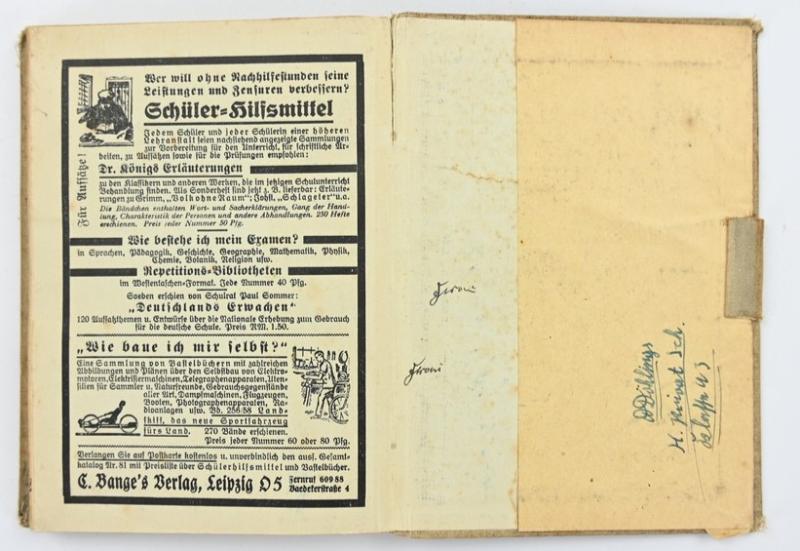 Wer will ohne Nachhilfestunden seine
Leistungen und Zensuren verbessern?
Schüler=Hilfsmittel
Für Aufsätze!
Jedem Schüler und jeder Schülerin einer höheren
Lehranstalt seien nachstehend angezeigte Sammlungen
zur Vorbereitung für den Unterricht, für schriftliche Ar-
beiten, zu Aufsätzen sowie für die Prüfungen empfohlen:
Dr. Königs Erläuterungen
zu den Klassikern und anderen Werken, die im jetzigen Schulunterricht
Behandlung finden. Als Sonderheft sind jetzt z. B. lieferbar: Erläute-
rungen zu Grimm, „Volk ohne Raum"; Johst, „Schlageter" u. a.
Die Bändchen enthalten Wort- und Sacherklärungen, Gang der Hand-
lung, Charakteristik der Personen und andere Abhandlungen. 250 Hefte
erschienen. Preis jeder Nummer 50 Pfg.
Wie bestehe ich mein Examen?
in Sprachen, Pädagogik, Geschichte, Geographie, Mathematik, Physik,
Chemie, Botanik, Religion usw.
Repetitions=Bibliotheken
im Westentaschen-Format. Jede Nummer 40 Pfg.
Soeben erschien von Schulrat Paul Sommer:
„Deutschlands Erwachen"
120 Aufsatzthemen u. Entwürfe über die Nationale Erhebung zum Gebrauch
für die deutsche Schule. Preis RM. 1.50.
„Wie baue ich mir selbst?"
Eine Sammlung von Bastelbüchern mit zahlreichen
Abbildungen und Plänen über den Selbstbau von Elektro-
motoren, Elektrisiermaschinen, Telegraphenapparaten, Uten-
silien für Sammler u. Naturfreunde, Gebrauchsgegenstände
aller Art, Dampfmaschinen, Flugzeugen,
Booten, Photographenapparaten, Ra-
dioanlagen usw. Bd. 256/58 Land-
skiff, das neue Sportfahrzeug
fürs Land. 270 Bände erschienen.
Preis jeder Nummer 60 oder 80 Pfg.
Verlangen Sie auf Postkarte kostenlos u. unverbindlich den ausf. Gesamt-
katalog Nr. 81 mit Preisliste über Schülerhilfsmittel und Bastelbücher.
C. Bange's Verlag, Leipzig O 5
Fernruf 609 88
Baedekerstraße 4